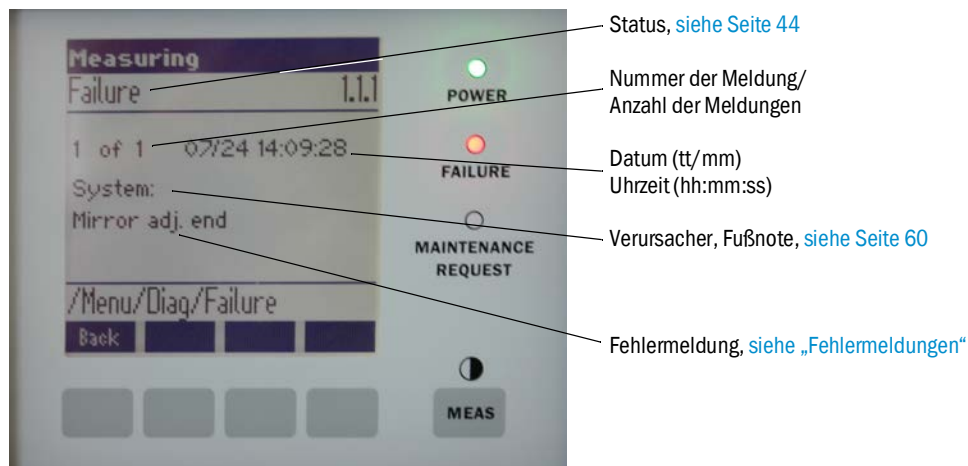 Measuring
Failure 1.1.1
1 of 1 07/24 14:09:28
System:
Mirror adj. end
/Menu/Diag/Failure
Back
POWER
FAILURE
MAINTENANCE
REQUEST
MEAS
Status, siehe Seite 44
Nummer der Meldung/
Anzahl der Meldungen
Datum (tt/mm)
Uhrzeit (hh:mm:ss)
Verursacher, Fußnote, siehe Seite 60
Fehlermeldung, siehe „Fehlermeldungen“